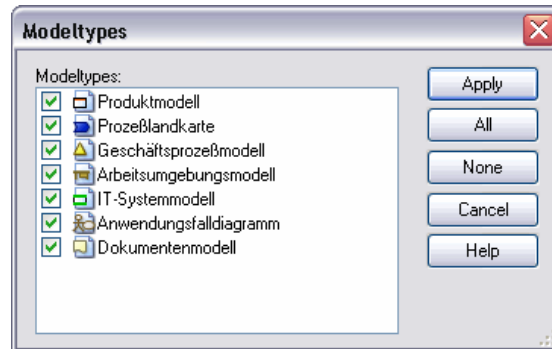 Modeltypes
Modeltypes:
Produktmodell
Prozeßlandkarte
Geschäftsprozeßmodell
Arbeitsumgebungsmodell
IT-Systemmodell
Anwendungsfalldiagramm
Dokumentenmodell
Apply
All
None
Cancel
Help